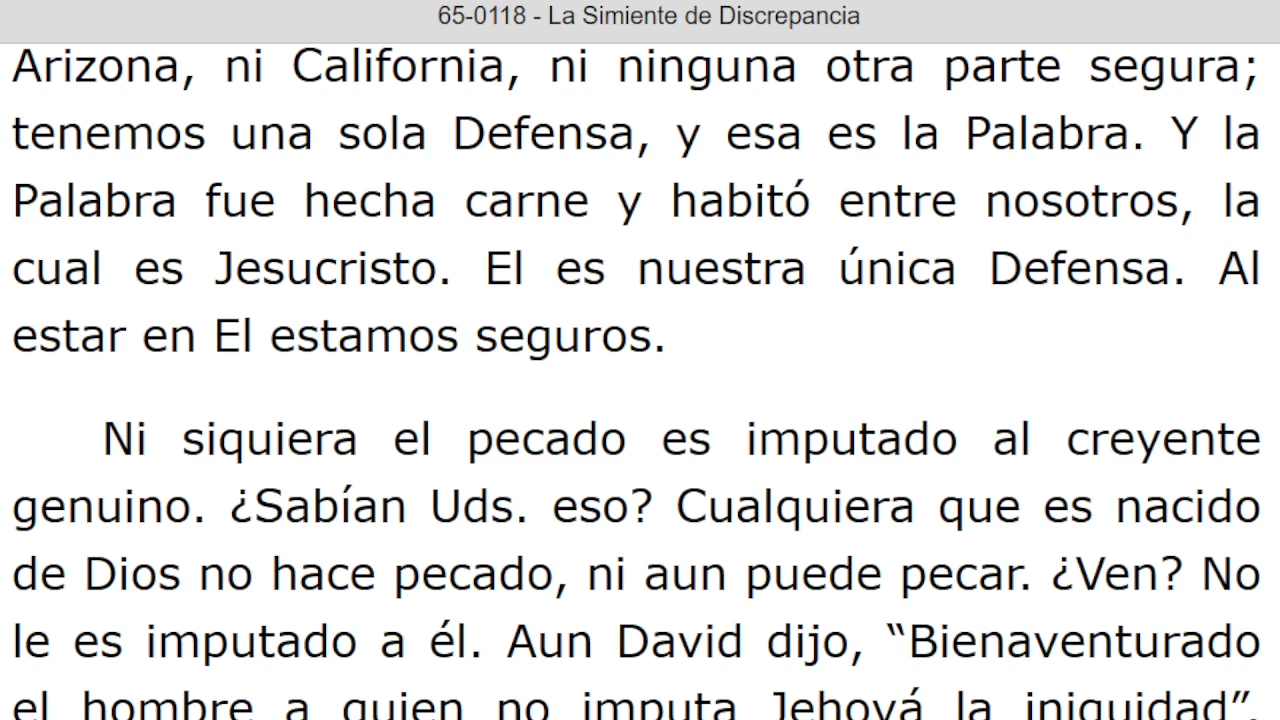 65-0118 - La Simiente de Discrepancia
Arizona, ni California, ni ninguna otra parte segura;
tenemos una sola Defensa, y esa es la Palabra. Y la
Palabra fue hecha carne y habitó entre nosotros, la
cual es Jesucristo. El es nuestra única Defensa. Al
estar en El estamos seguros.
Ni siquiera el pecado es imputado al creyente
genuino. ¿Sabían Uds. eso? Cualquiera que es nacido
de Dios no hace pecado, ni aun puede pecar. ¿Ven? No
le es imputado a él. Aun David dijo, “Bienaventurado
el hombre a quien no imputa Jehová la iniquidad”.